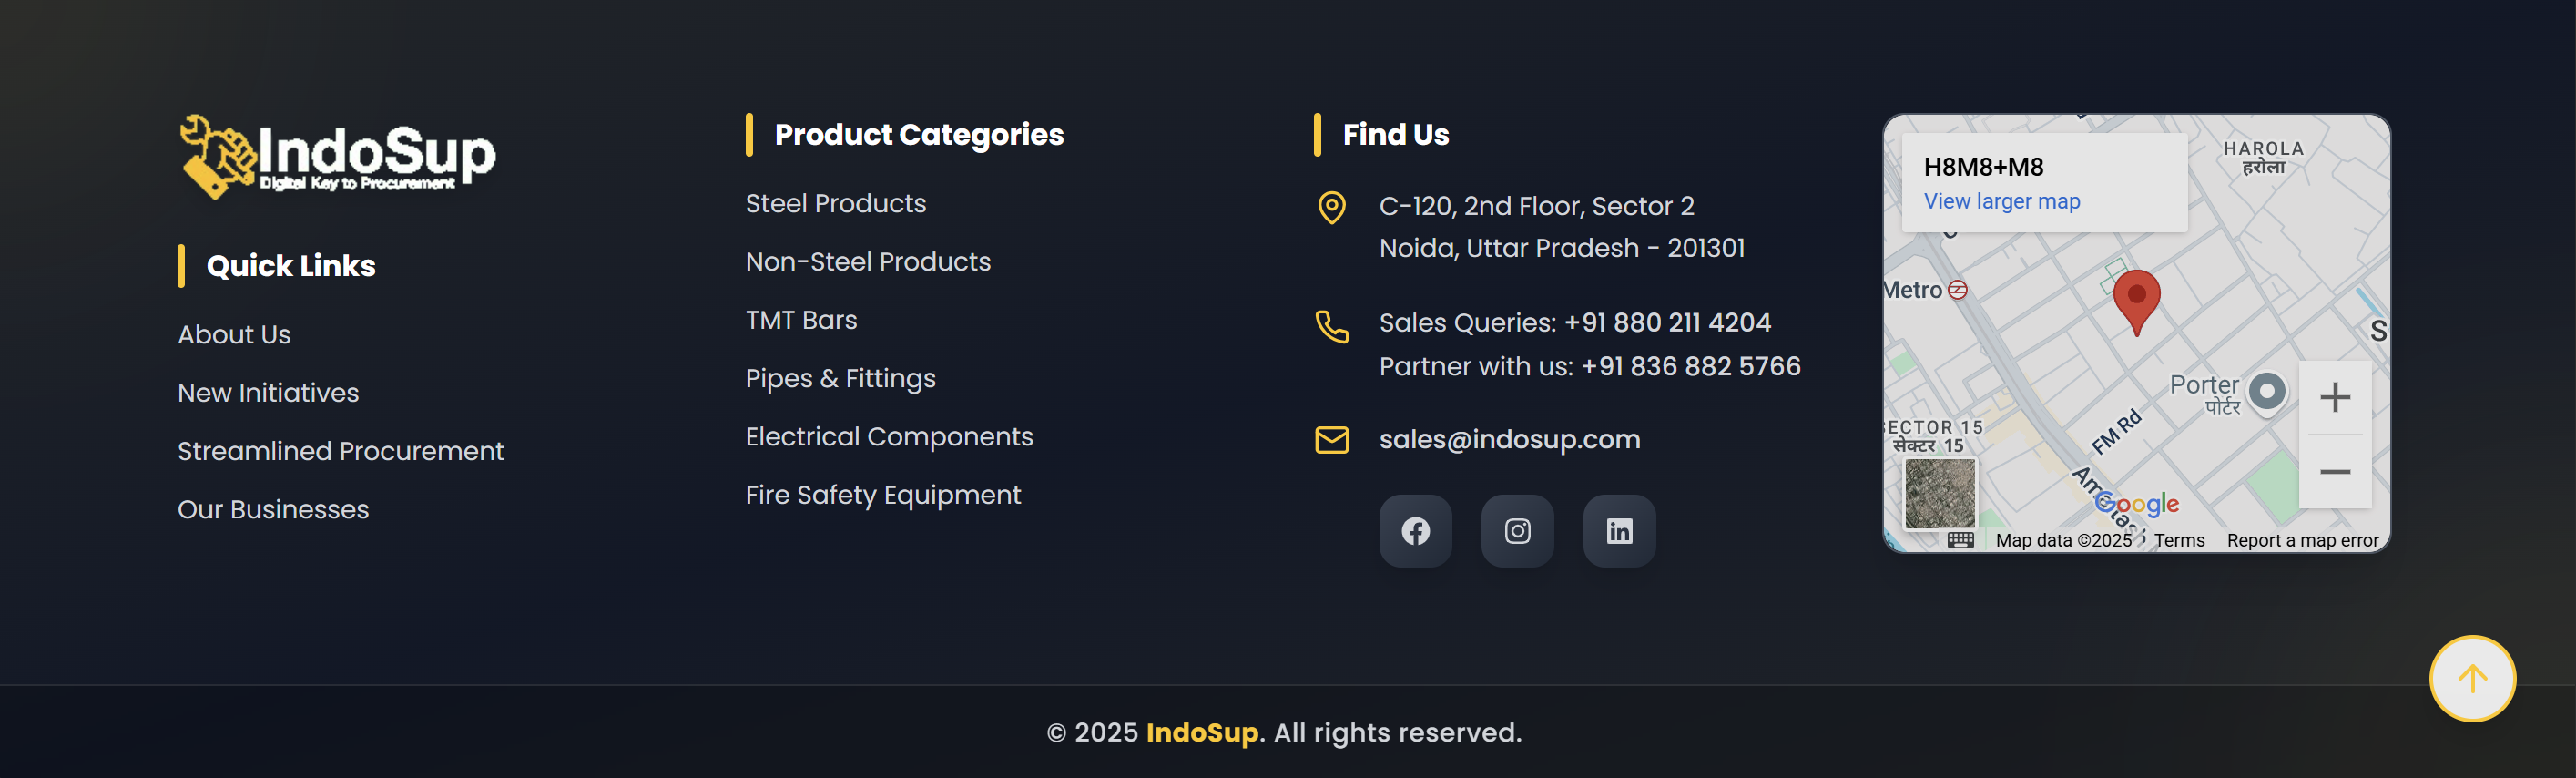 IndoSup
Digital Key to Procurement
Quick Links
About Us
New Initiatives
Streamlined Procurement
Our Businesses
Product Categories
Steel Products
Non-Steel Products
TMT Bars
Pipes & Fittings
Electrical Components
Fire Safety Equipment
Find Us
C-120, 2nd Floor, Sector 2
Noida, Uttar Pradesh - 201301
Sales Queries: +91 880 211 4204
Partner with us: +91 836 882 5766
sales@indosup.com
H8M8+M8
View larger map
HAROLA
हरोला
Metro
S
Porter
पोर्टर
FM Rd
SECTOR 15
सेक्टर 15
Google
Map data ©2025
Terms
Report a map error
© 2025 IndoSup. All rights reserved.